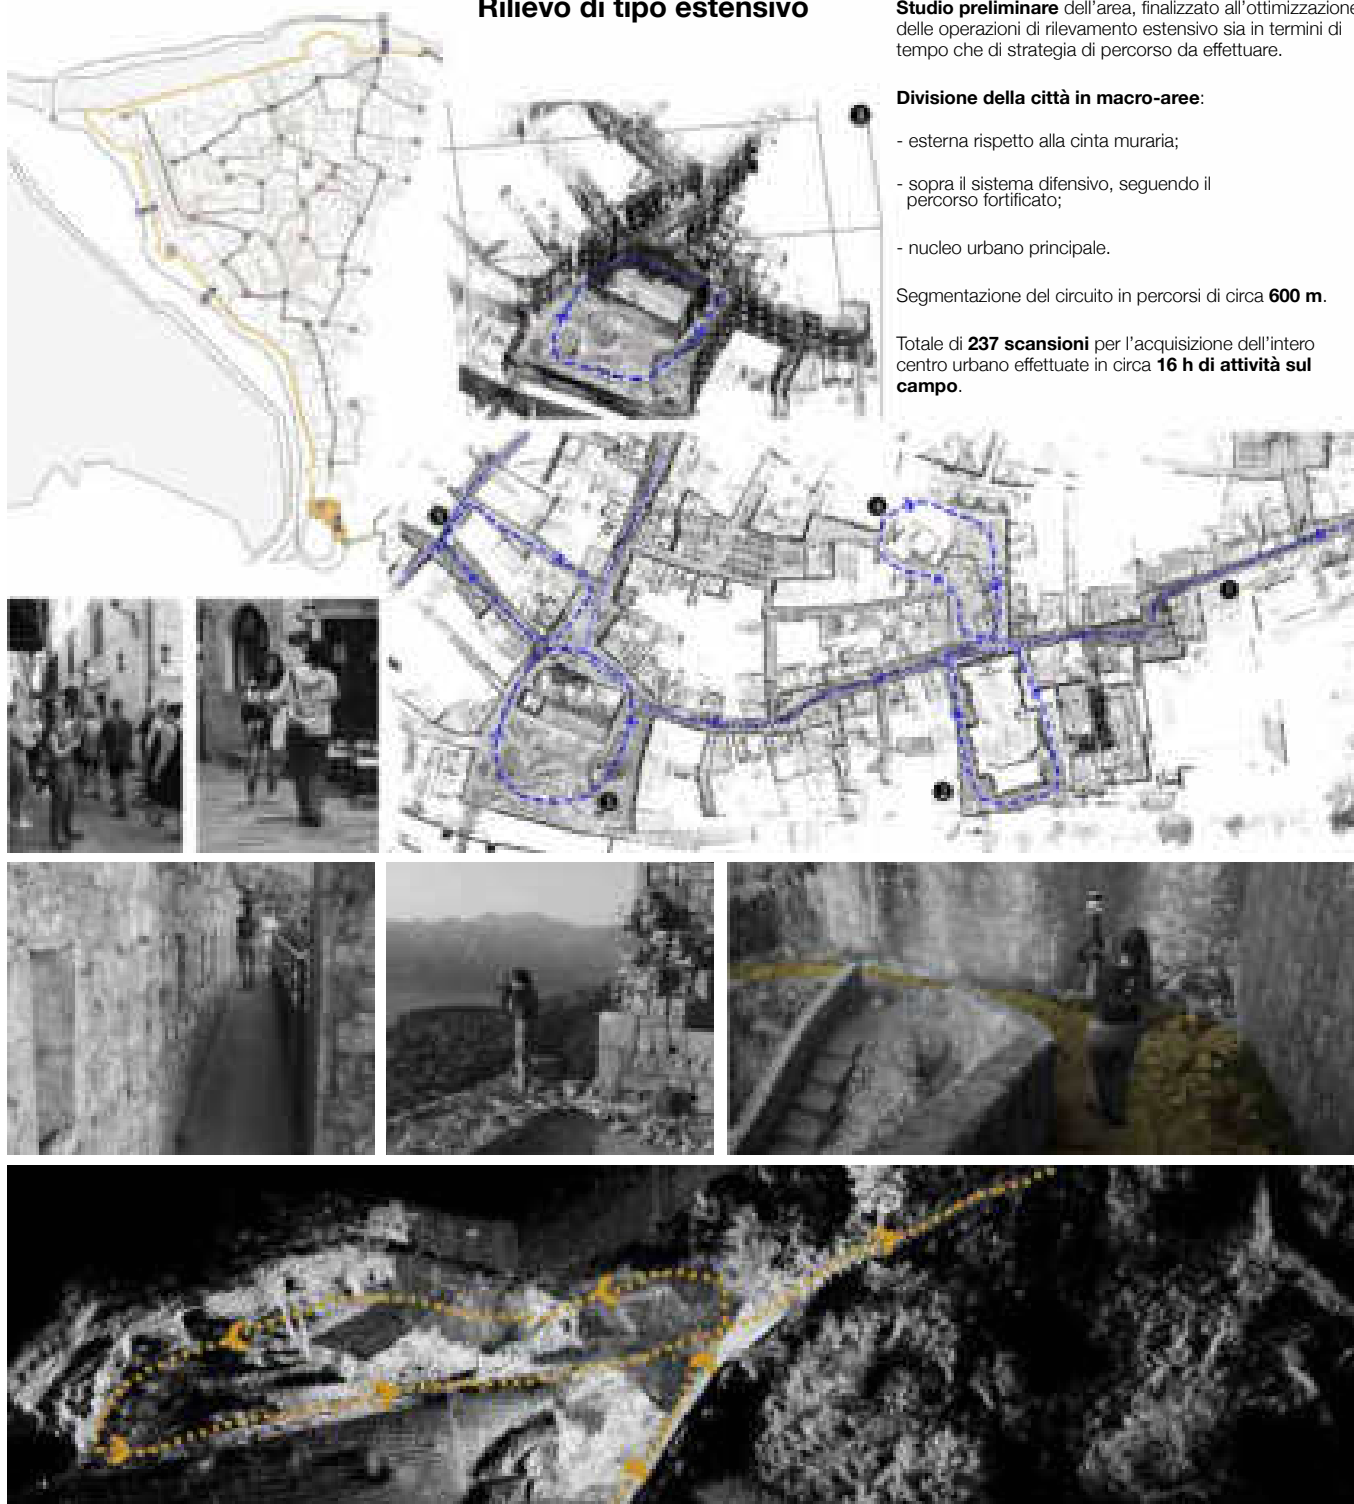 Rilievo di tipo estensivo
Studio preliminare dell'area, finalizzato all'ottimizzazione
delle operazioni di rilevamento estensivo sia in termini di
tempo che di strategia di percorso da effettuare.
Divisione della città in macro-aree:
- esterna rispetto alla cinta muraria;
- sopra il sistema difensivo, seguendo il
percorso fortificato;
- nucleo urbano principale.
Segmentazione del circuito in percorsi di circa 600 m.
Totale di 237 scansioni per l'acquisizione dell'intero
centro urbano effettuate in circa 16 h di attività sul
campo.